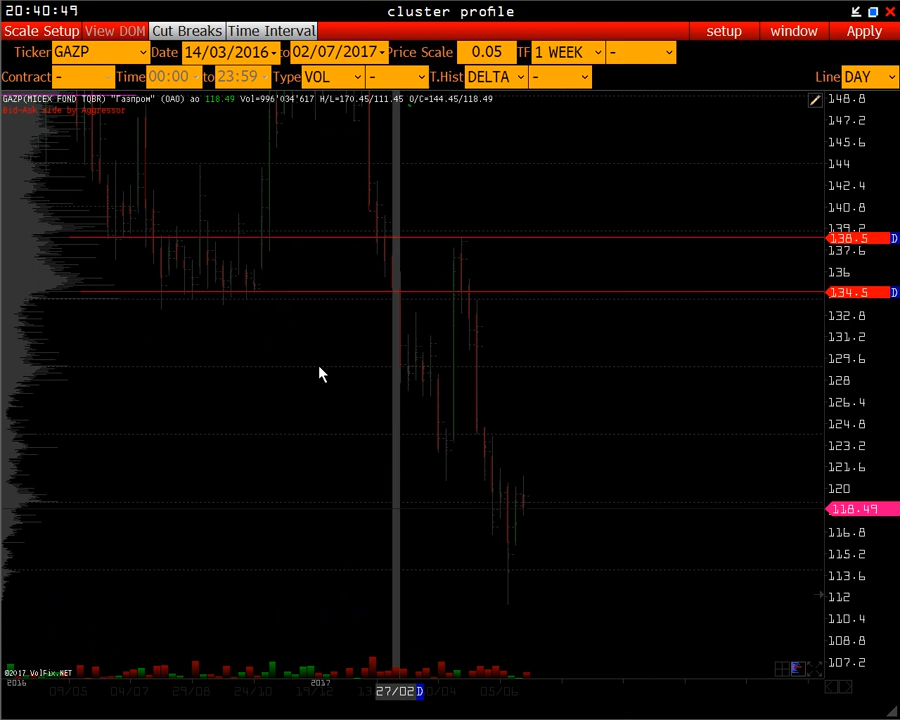 20:40:49 cluster profile
Scale Setup View DOM Cut Breaks Time Interval setup window Apply
Ticker GAZP Date 14/03/2016 to 02/07/2017 Price Scale 0.05 TF 1 WEEK -
Contract - Time 00:00 to 23:59 Type VOL - T.Hist DELTA - Line DAY
GAZP(MICEX FOND TQBR) "Газпром" (ОАО) ао 118.49 Vol=996'034'617 H/L=170.45/111.45 O/C=144.45/118.49
Bid-Ask side by Aggressor
148.8
147.2
145.6
144
142.4
140.8
139.2
138.5 D
137.6
136
134.5 D
132.8
131.2
129.6
128
126.4
124.8
123.2
121.6
120
118.49
116.8
115.2
113.6
112
110.4
108.8
107.2
©2017 VolFix.NET
2016 2017
09/05 04/07 29/08 24/10 19/12 27/02 D 05/06